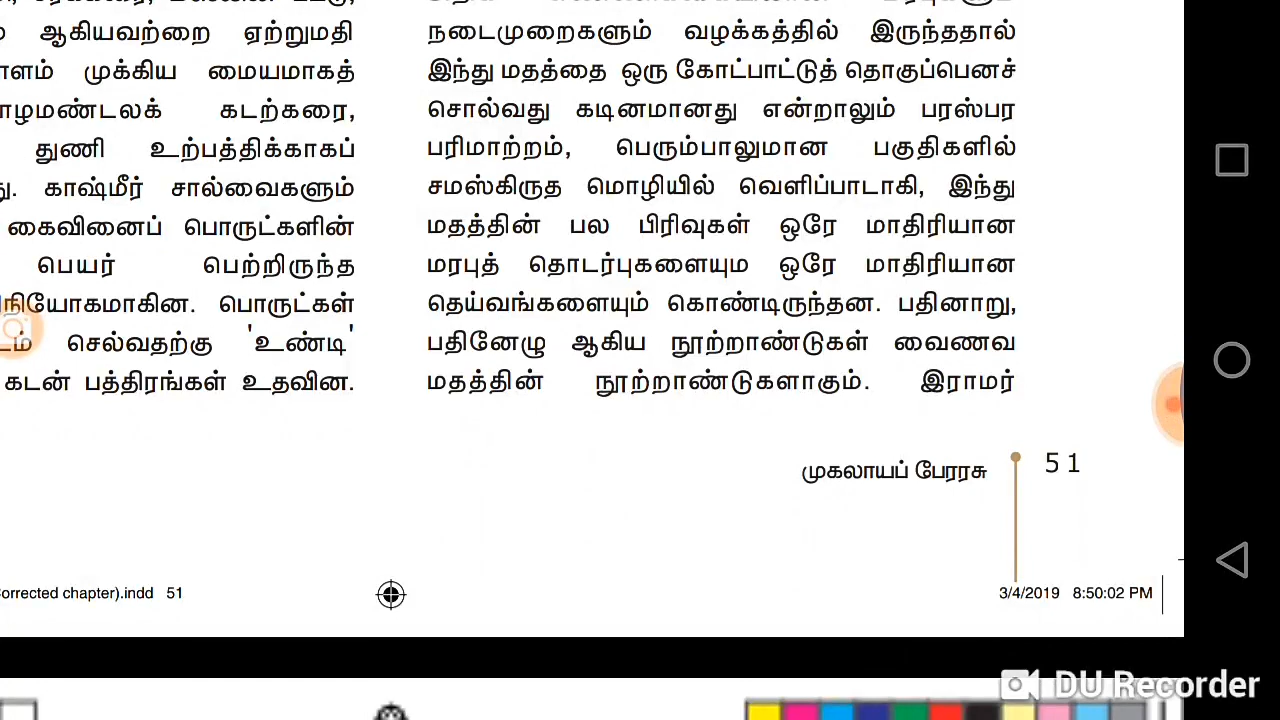 ஆகியவற்றை ஏற்றுமதி
முக்கிய மையமாகத்
கடற்கரை,
துணி உற்பத்திக்காகப்
காஷ்மீர் சால்வைகளும்
கைவினைப் பொருட்களின்
பெயர் பெற்றிருந்த
பொருட்கள்
செல்வதற்கு 'உண்டி'
கடன் பத்திரங்கள் உதவின.
நடைமுறைகளும் வழக்கத்தில் இருந்ததால்
இந்து மதத்தை ஒரு கோட்பாட்டுத் தொகுப்பெனச்
சொல்வது கடினமானது என்றாலும் பரஸ்பர
பரிமாற்றம், பெரும்பாலுமான பகுதிகளில்
சமஸ்கிருத மொழியில் வெளிப்பாடாகி, இந்து
மதத்தின் பல பிரிவுகள் ஒரே மாதிரியான
மரபுத் தொடர்புகளையும ஒரே மாதிரியான
தெய்வங்களையும் கொண்டிருந்தன. பதினாறு,
பதினேழு ஆகிய நூற்றாண்டுகள் வைணவ
மதத்தின் நூற்றாண்டுகளாகும். இராமர்
முகலாயப் பேரரசு 51
chapter).indd 51
3/4/2019 8:50:02 PM
DU Recorder